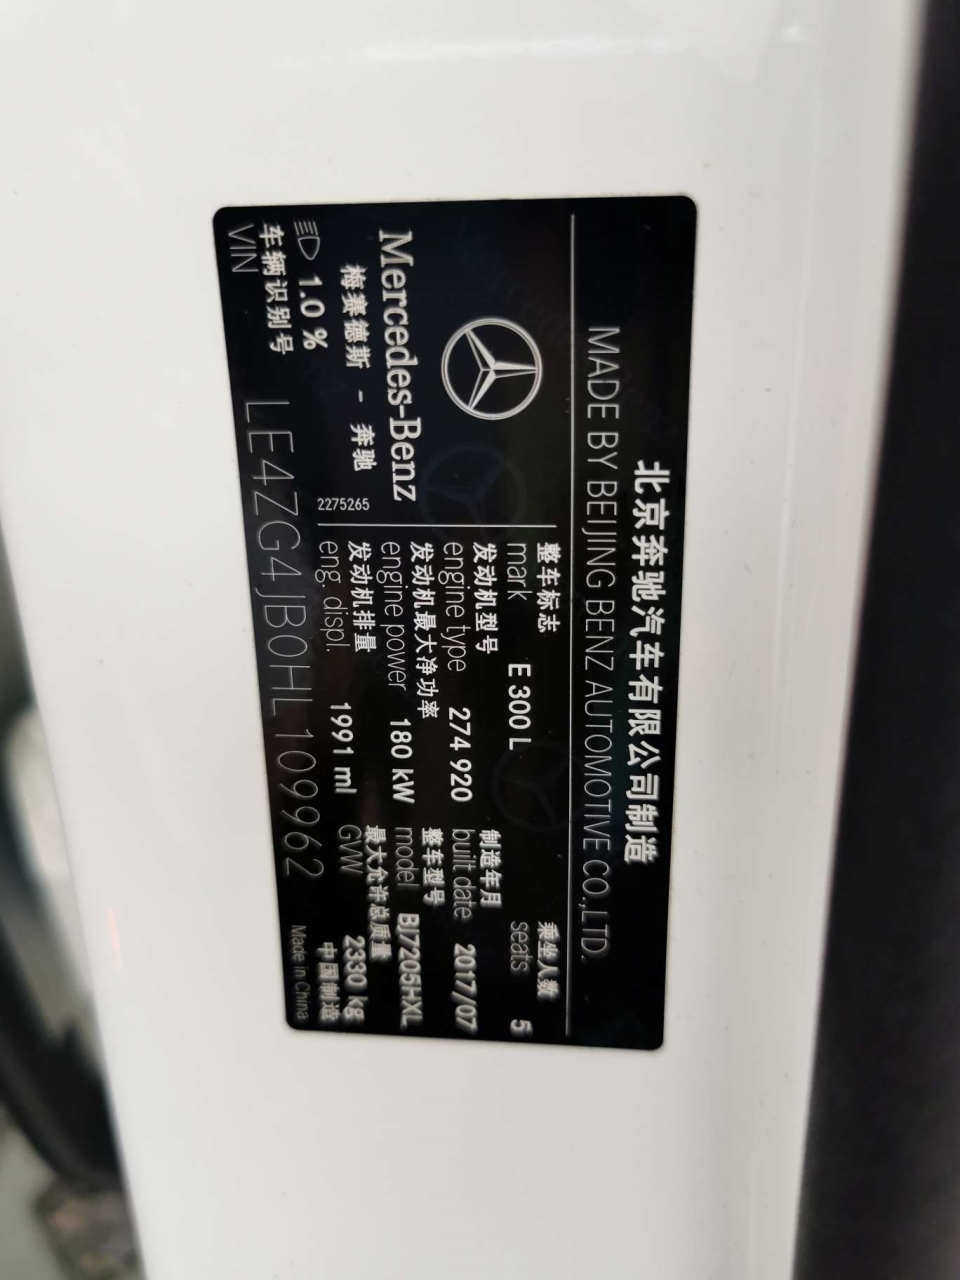 北京奔驰汽车有限公司制造
MADE BY BEIJING BENZ AUTOMOTIVE CO.,LTD.
Mercedes-Benz
梅赛德斯 - 奔驰
2275265
1.0 %
整车标志
mark E 300 L
乘坐人数
seats 5
发动机型号
engine type 274 920
制造年月
built date 2017/07
发动机最大净功率
engine power 180 kW
整车型号
model BJ7205HXL
发动机排量
eng. displ. 1991 ml
最大允许总质量
GVW 2330 kg
车辆识别号
VIN LE4ZG4JB0HL109962
中国制造
Made in China